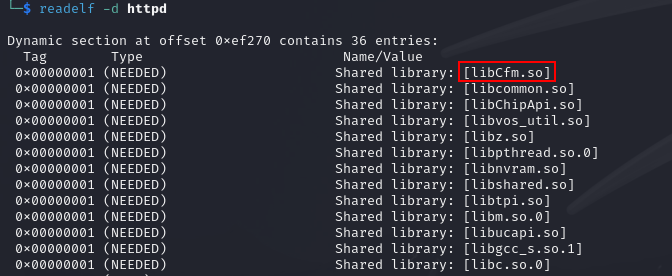 └─$ readelf -d httpd
Dynamic section at offset 0×ef270 contains 36 entries:
Tag Type Name/Value
0×00000001 (NEEDED) Shared library: [libCfm.so]
0×00000001 (NEEDED) Shared library: [libcommon.so]
0×00000001 (NEEDED) Shared library: [libChipApi.so]
0×00000001 (NEEDED) Shared library: [libvos_util.so]
0×00000001 (NEEDED) Shared library: [libz.so]
0×00000001 (NEEDED) Shared library: [libpthread.so.0]
0×00000001 (NEEDED) Shared library: [libnvram.so]
0×00000001 (NEEDED) Shared library: [libshared.so]
0×00000001 (NEEDED) Shared library: [libtpi.so]
0×00000001 (NEEDED) Shared library: [libm.so.0]
0×00000001 (NEEDED) Shared library: [libucapi.so]
0×00000001 (NEEDED) Shared library: [libgcc_s.so.1]
0×00000001 (NEEDED) Shared library: [libc.so.0]